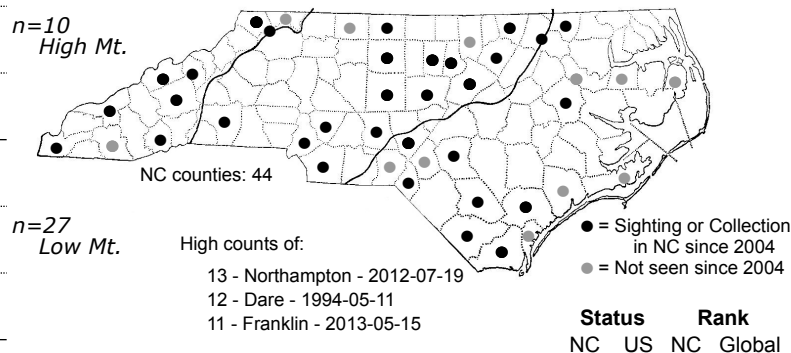 n=10
High Mt.
NC counties: 44
n=27
Low Mt.
High counts of:
13 - Northampton - 2012-07-19
12 - Dare - 1994-05-11
11 - Franklin - 2013-05-15
= Sighting or Collection
in NC since 2004
= Not seen since 2004
Status Rank
NC US NC Global